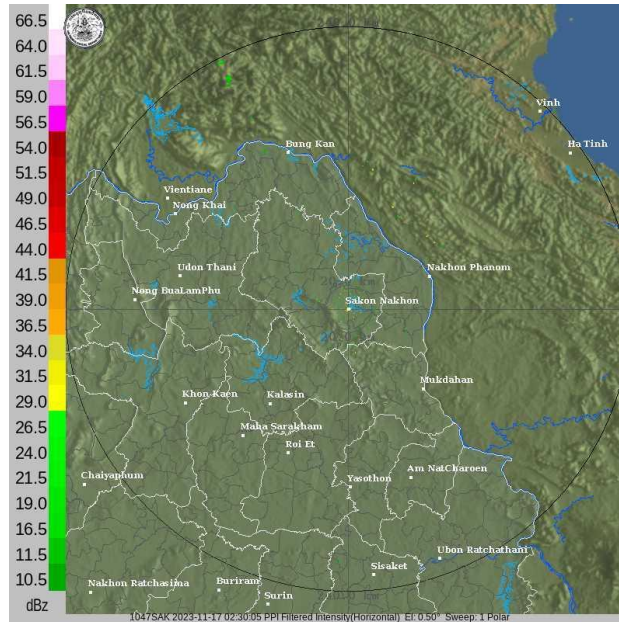 66.5
64.0
61.5
59.0
56.5
54.0
51.5
49.0
46.5
44.0
41.5
39.0
36.5
34.0
31.5
29.0
26.5
24.0
21.5
19.0
16.5
11.5
10.5
dBz
Vinh
Ha Tinh
Bung Kan
Vientiane
Nong Khai
Udon Thani
Nakhon Phanom
Nong BuaLamPhu
Sakon Nakhon
Mukdahan
Khon Kaen
Kalasin
Maha Sarakham
Roi Et
Chaiyaphum
Am NatCharoen
Yasothon
Ubon Ratchathani
Sisaket
Nakhon Ratchasima
Buriram
Surin
1047SAK 2023-11-17 02:30:05 PPI Filtered Intensity(Horizontal) El: 0.50° Sweep: 1 Polar